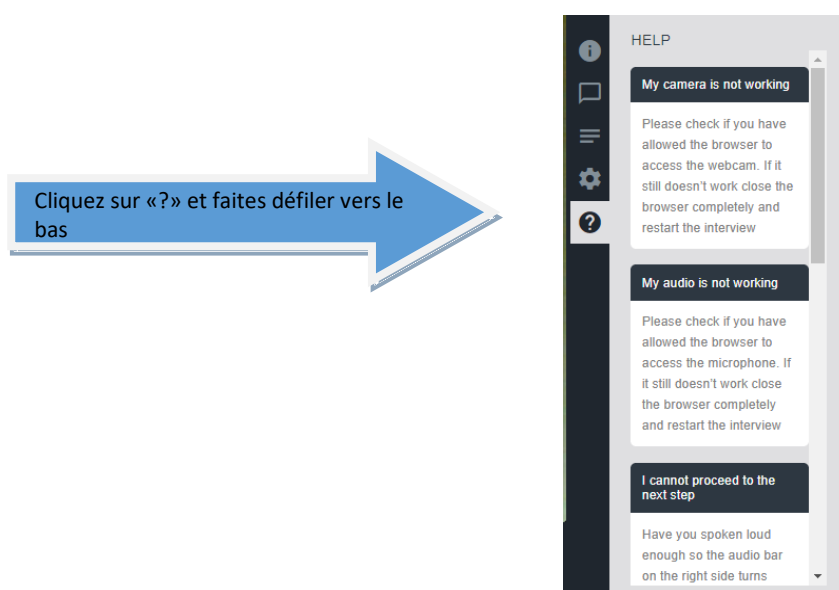 Cliquez sur «?» et faites défiler vers le
bas
HELP
My camera is not working
Please check if you have
allowed the browser to
access the webcam. If it
still doesn't work close the
browser completely and
restart the interview
My audio is not working
Please check if you have
allowed the browser to
access the microphone. If
it still doesn't work close
the browser completely
and restart the interview
I cannot proceed to the
next step
Have you spoken loud
enough so the audio bar
on the right side turns